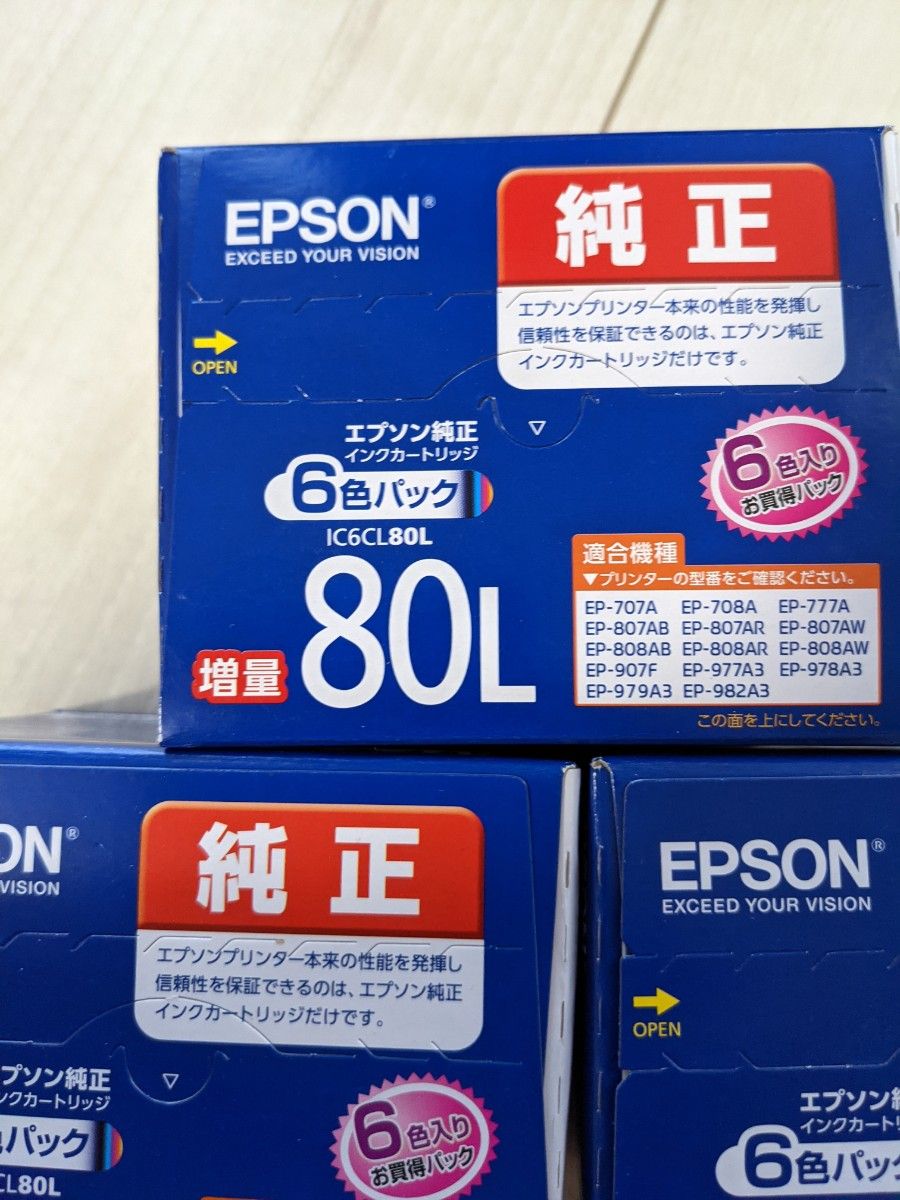 EPSON®
EXCEED YOUR VISION
純正
エプソンプリンター本来の性能を発揮し
信頼性を保証できるのは、エプソン純正
インクカートリッジだけです。
OPEN
エプソン純正
インクカートリッジ
6色パック
IC6CL80L
増量
80L
6色入り
お買得パック
適合機種
▼プリンターの型番をご確認ください。
EP-707A EP-708A EP-777A
EP-807AB EP-807AR EP-807AW
EP-808AB EP-808AR EP-808AW
EP-907F EP-977A3 EP-978A3
EP-979A3 EP-982A3
この面を上にしてください。
ON®
VISION
純正
エプソンプリンター本来の性能を発揮し
信頼性を保証できるのは、エプソン純正
インクカートリッジだけです。
プソン純正
ンクカートリッジ
パック
CL80L
6色入り
お買得パック
EPSON®
EXCEED YOUR VISION
OPEN
エプソン
インクカート
6色パッ